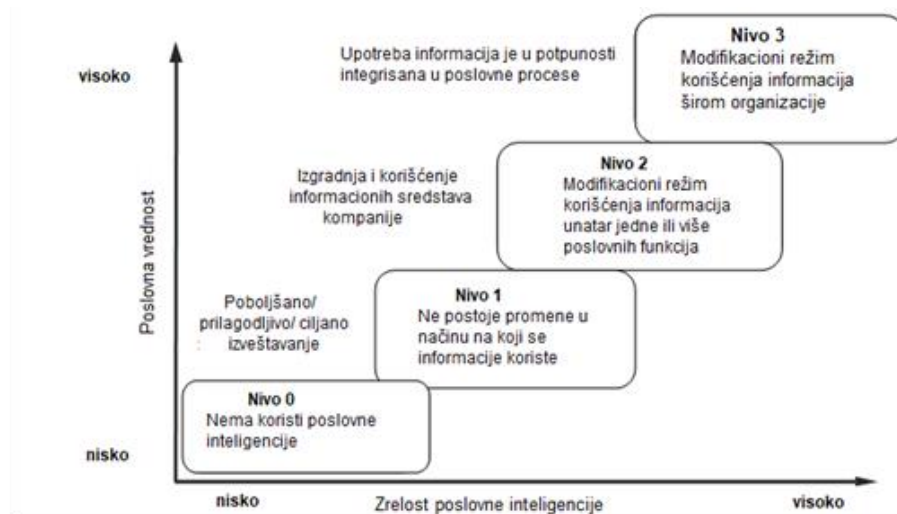 Nivo 3
Modifikacioni režim
korišćenja informacija
širom organizacije
Upotreba informacija je u potpunosti
integrisana u poslovne procese
visoko
Nivo 2
Modifikacioni režim
korišćenja informacija
unatar jedne ili više
poslovnih funkcija
Izgradnja i korišćenje
informacionih sredstava
kompanije
Poslovna vrednost
Nivo 1
Ne postoje promene u
načinu na koji se
informacije koriste
Poboljšano/
prilagodljivo/ ciljano
: izveštavanje
Nivo 0
Nema koristi poslovne
inteligencije
nisko
nisko
Zrelost poslovne inteligencije
visoko